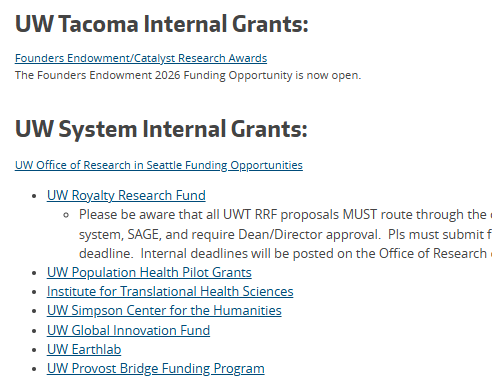 UW Tacoma Internal Grants:
Founders Endowment/Catalyst Research Awards
The Founders Endowment 2026 Funding Opportunity is now open.
UW System Internal Grants:
UW Office of Research in Seattle Funding Opportunities
UW Royalty Research Fund
Please be aware that all UWT RRF proposals MUST route through the
system, SAGE, and require Dean/Director approval. Pls must submit
deadline. Internal deadlines will be posted on the Office of Research
UW Population Health Pilot Grants
Institute for Translational Health Sciences
UW Simpson Center for the Humanities
UW Global Innovation Fund
UW Earthlab
UW Provost Bridge Funding Program